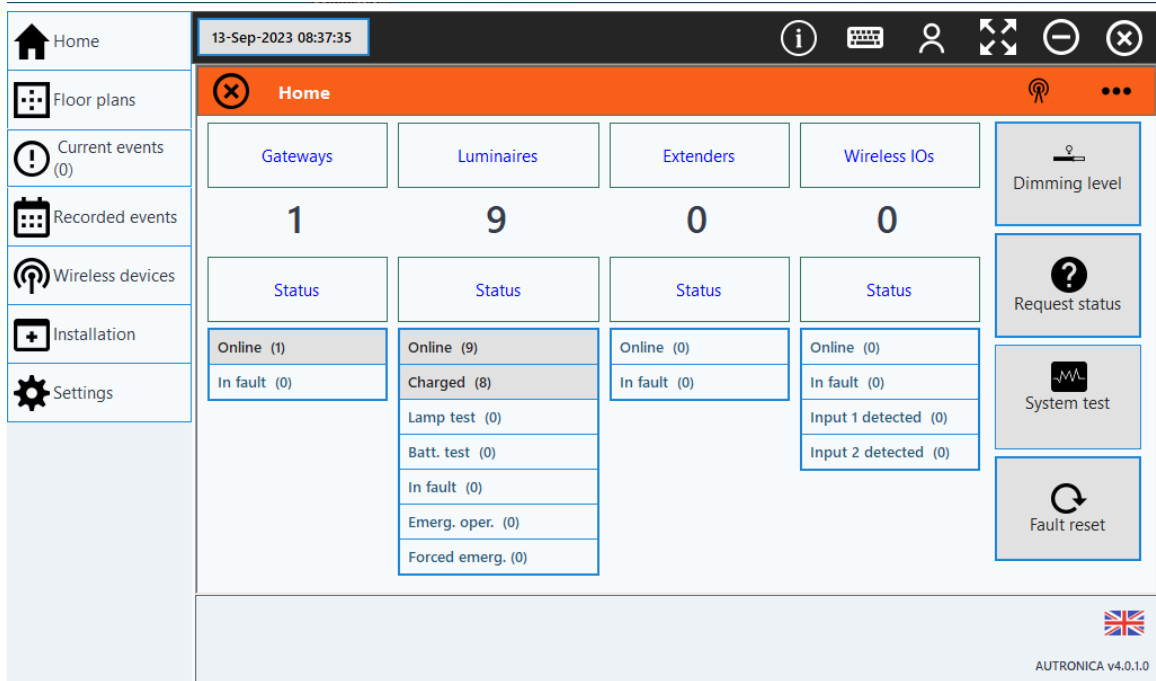 Home
13-Sep-2023 08:37:35
Floor plans
Current events
(0)
Recorded events
Wireless devices
Installation
Settings
Home
Gateways
Luminaires
Extenders
Wireless IOs
1
9
0
0
Status
Status
Status
Status
Online (1)
In fault (0)
Online (9)
Charged (8)
Lamp test (0)
Batt. test (0)
In fault (0)
Emerg. oper. (0)
Forced emerg. (0)
Online (0)
In fault (0)
Online (0)
In fault (0)
Input 1 detected (0)
Input 2 detected (0)
Dimming level
Request status
System test
Fault reset
AUTRONICA v4.0.1.0